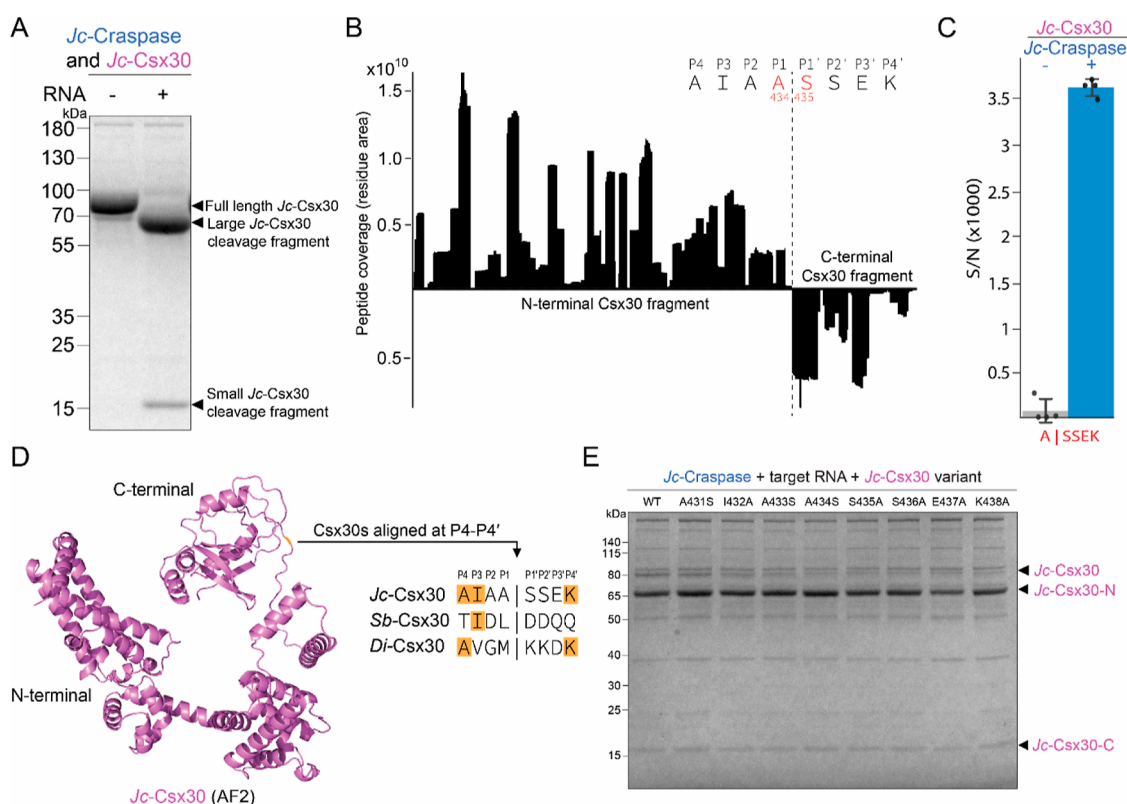 A
Jc-Craspase
and Jc-Csx30
RNA - +
kDa
180
130
100
70
55
35
25
15
Full length Jc-Csx30
Large Jc-Csx30
cleavage fragment
Small Jc-Csx30
cleavage fragment
B
x10¹⁰
1.5
1.0
0.5
0.5
Peptide coverage (residue area)
P4 P3 P2 P1 P1' P2' P3' P4'
A I A A S S E K
434 435
N-terminal Csx30 fragment
C-terminal
Csx30 fragment
C
Jc-Csx30
Jc-Craspase
- +
S/N (x1000)
3.5
3
2.5
1.5
1
0.5
A | SSEK
D
C-terminal
N-terminal
Jc-Csx30 (AF2)
Csx30s aligned at P4-P4′
P4 P3 P2 P1 P1' P2' P3' P4'
Jc-Csx30 AIAA SSEK
Sb-Csx30 TIDL DDQQ
Di-Csx30 AVGM KKDK
E
Jc-Craspase + target RNA + Jc-Csx30 variant
WT A431S I432A A433S A434S S435A S436A E437A K438A
kDa
140
115
80
65
50
40
30
25
15
Jc-Csx30
Jc-Csx30-N
Jc-Csx30-C